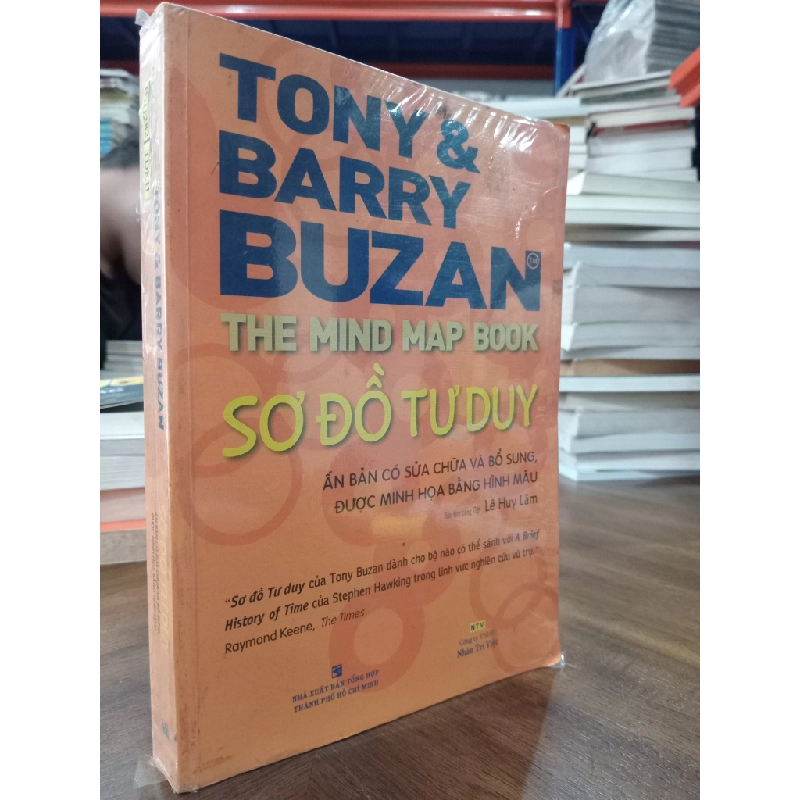 TONY &
BARRY
BUZAN
TM
THE MIND MAP BOOK
SƠ ĐỒ TƯ DUY
ẤN BẢN CÓ SỬA CHỮA VÀ BỔ SUNG,
ĐƯỢC MINH HỌA BẰNG HÌNH MÀU
Lê Huy Lâm
"Sơ đồ Tư duy của Tony Buzan dành cho bộ não có thể sánh với A Brief
History of Time của Stephen Hawking trong lĩnh vực nghiên cứu vũ trụ."
Raymond Keene, The Times
NTV
Nhân Trí Việt
NHÀ XUẤT BẢN TỔNG HỢP
THÀNH PHỐ HỒ CHÍ MINH
TONY & BARRY BUZAN